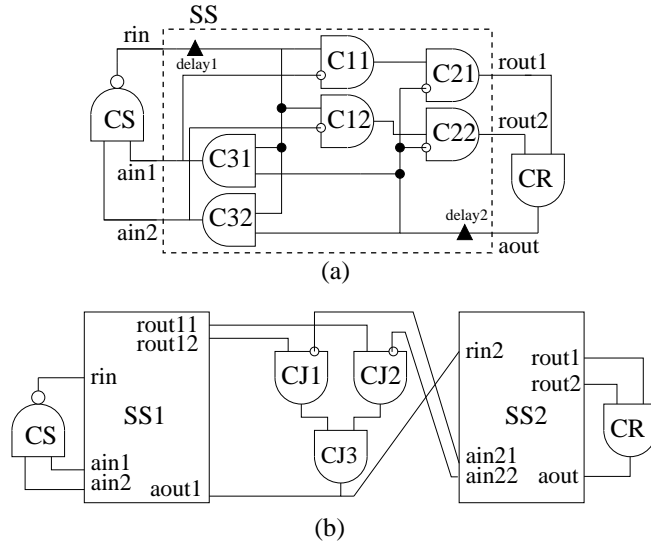 SS
rin
delay1
C11
C21
rout1
CS
C12
C22
rout2
ain1
C31
CR
ain2
C32
delay2
aout
(a)
rout11
rout12
rin
rin2
rout1
rout2
CJ1
CJ2
CS
SS1
SS2
CR
CJ3
ain1
ain2
ain21
ain22
aout1
aout
(b)